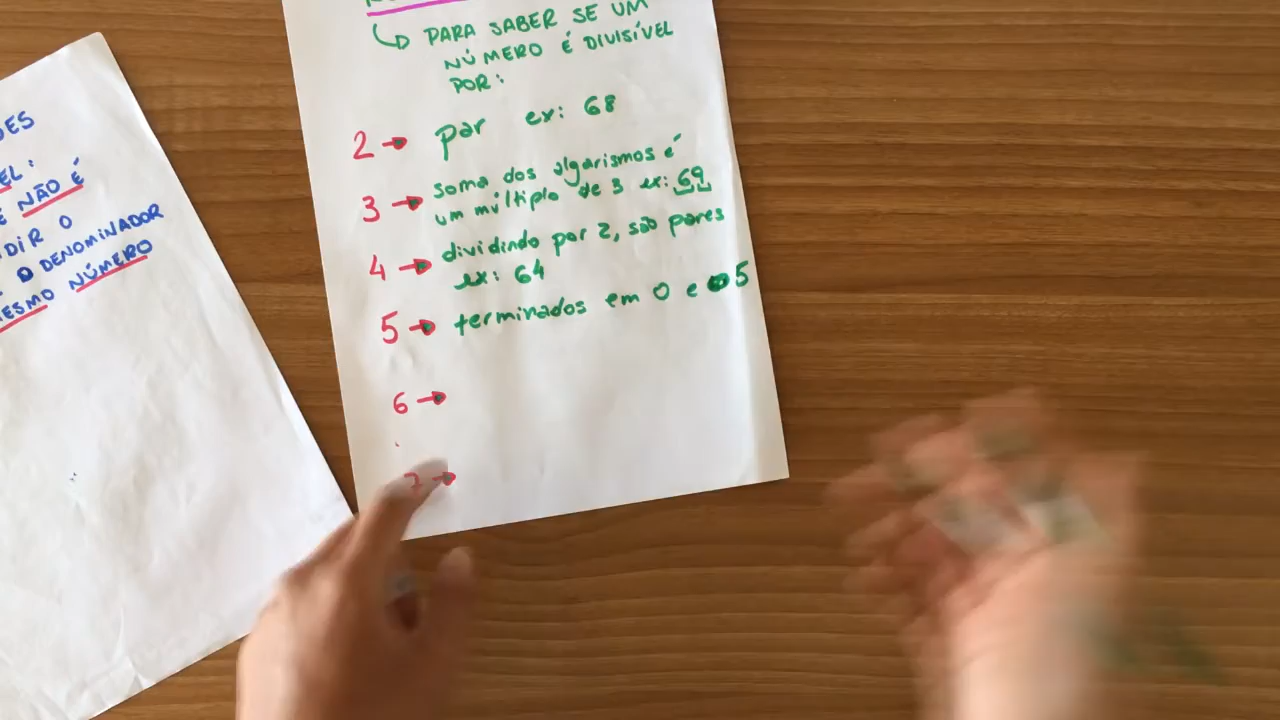 DES
EL:
E NÃO É
DIR O
O DENOMINADOR
ESMO NÚMERO
↳ PARA SABER SE UM
NÚMERO É DIVISÍVEL
POR:
2 → par ex: 68
3 → soma dos algarismos é
um múltiplo de 3 ex: 69
4 → dividindo por 2, são pares
ex: 64
5 → terminados em 0 e 5
6 →
7 →